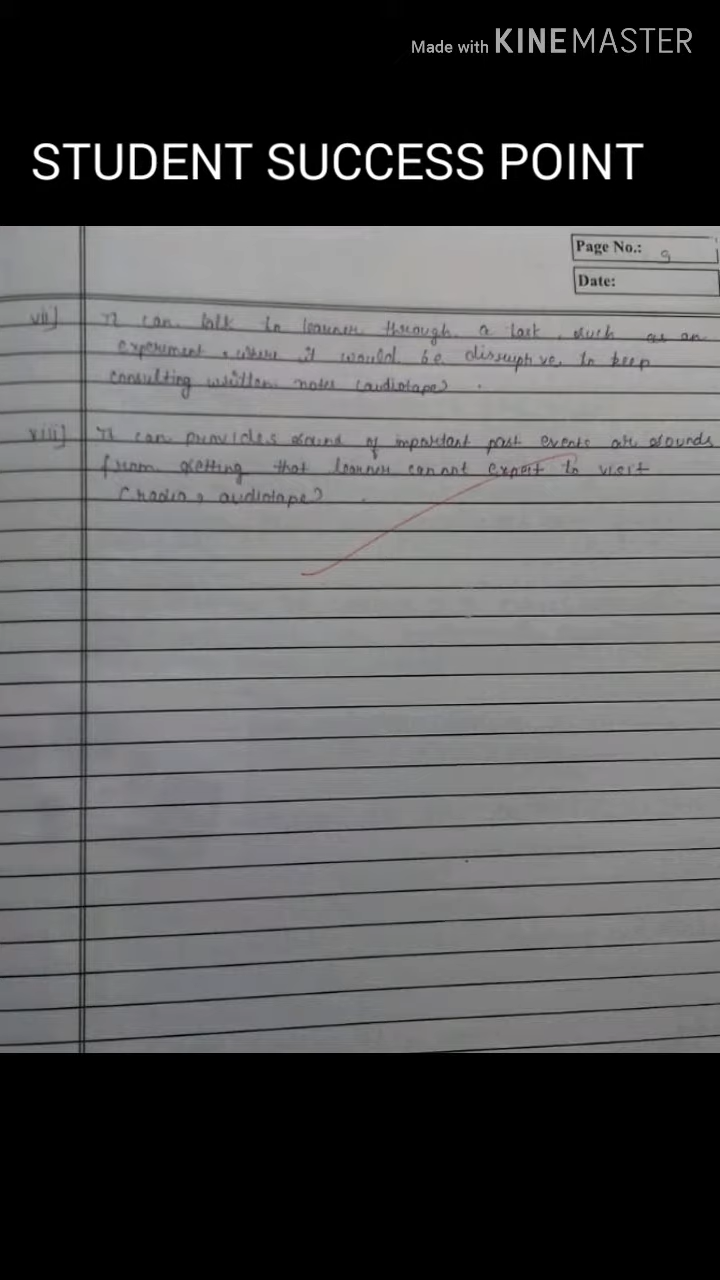 Made with KINEMASTER
STUDENT SUCCESS POINT
Page No.: 9
Date:
vii] It can talk to learner through a task, such as an
experiment, where it would be disruptive to keep
consulting written notes (audiotape)
viii] It can provides sound of important past events or sounds
from setting that learner cannot expect to visit
(radio, audiotape)